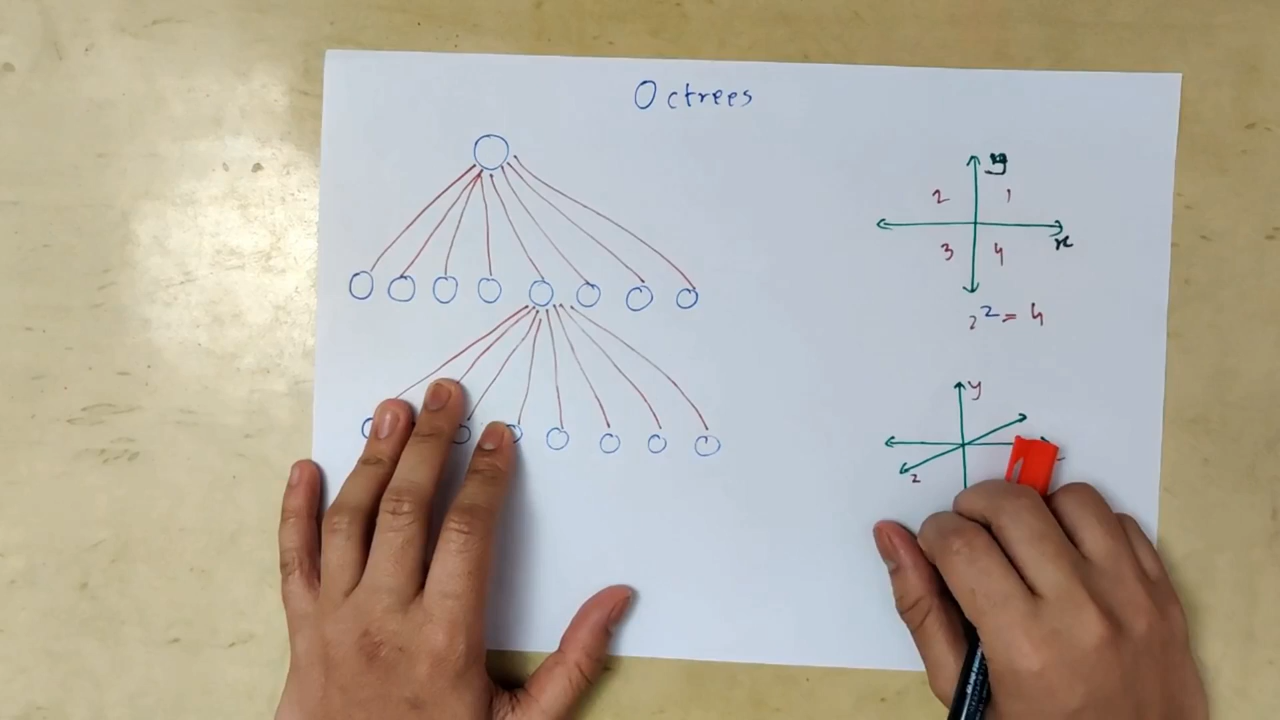 Octrees
y
2 1
x
3 4
2² = 4
y
z